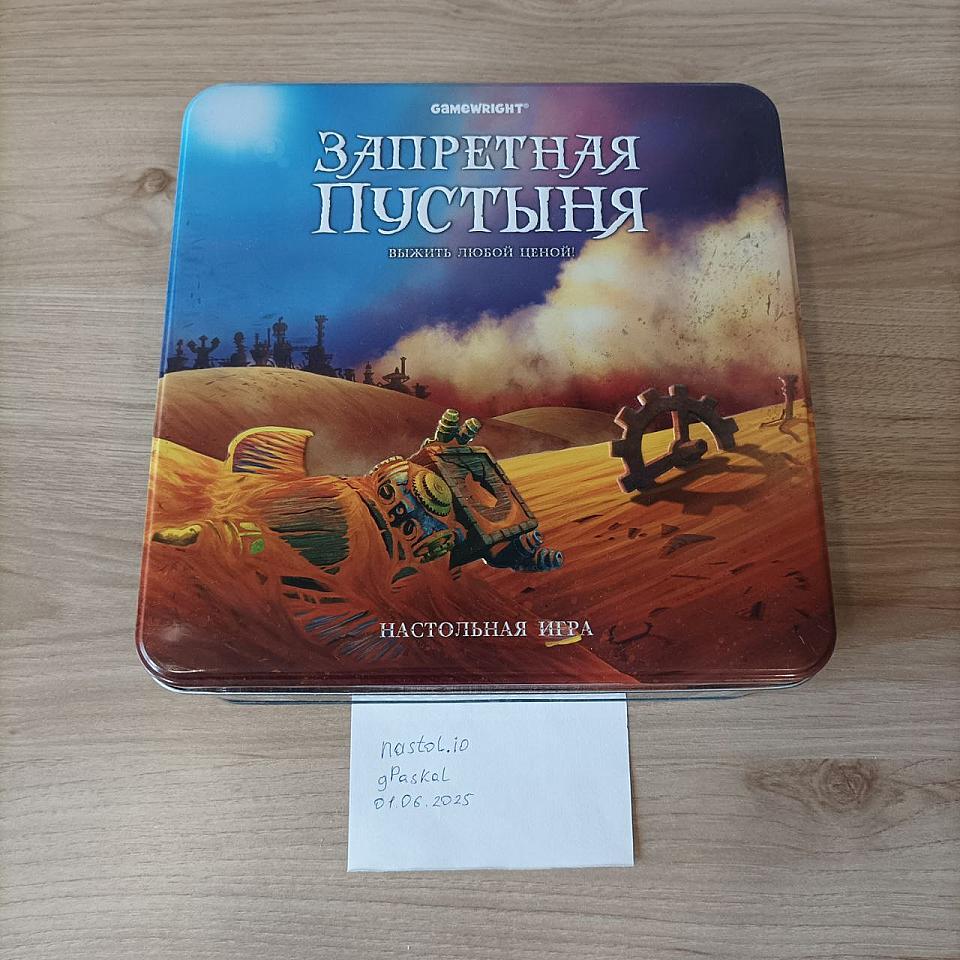 GAMEWRIGHT®
ЗАПРЕТНАЯ
ПУСТЫНЯ
ВЫЖИТЬ ЛЮБОЙ ЦЕНОЙ!
НАСТОЛЬНАЯ ИГРА
nastol.io
gPaskal
01.06.2025